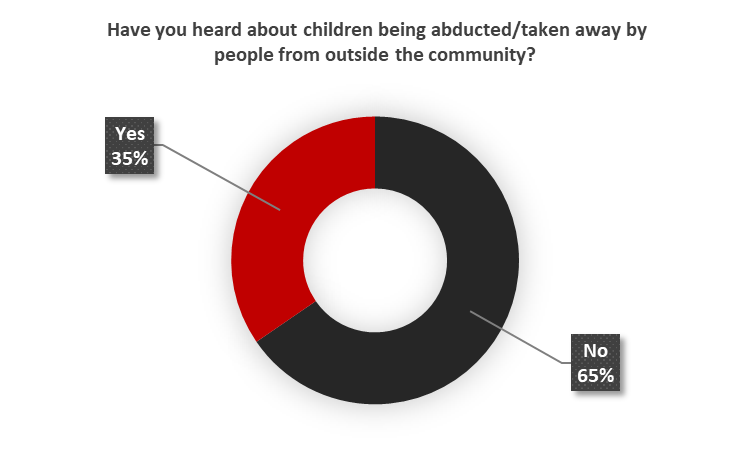 Have you heard about children being abducted/taken away by
people from outside the community?
Yes
35%
No
65%